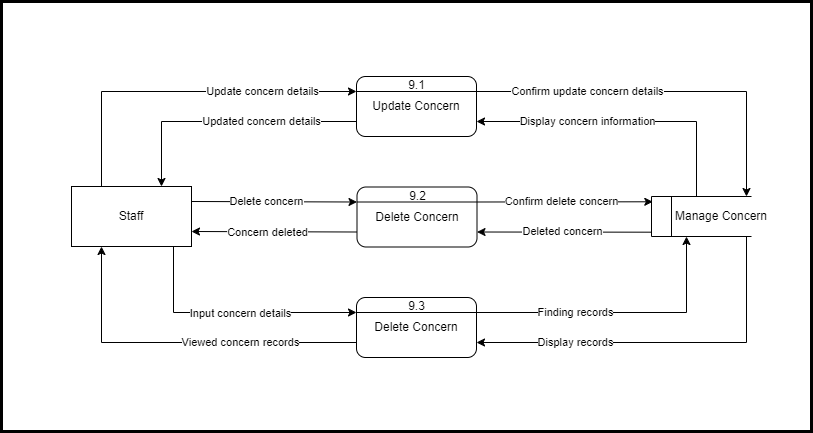 9.1
Update concern details
Confirm update concern details
Update Concern
Updated concern details
Display concern information
9.2
Delete concern
Confirm delete concern
Staff
Delete Concern
Manage Concern
Concern deleted
Deleted concern
9.3
Input concern details
Finding records
Delete Concern
Viewed concern records
Display records